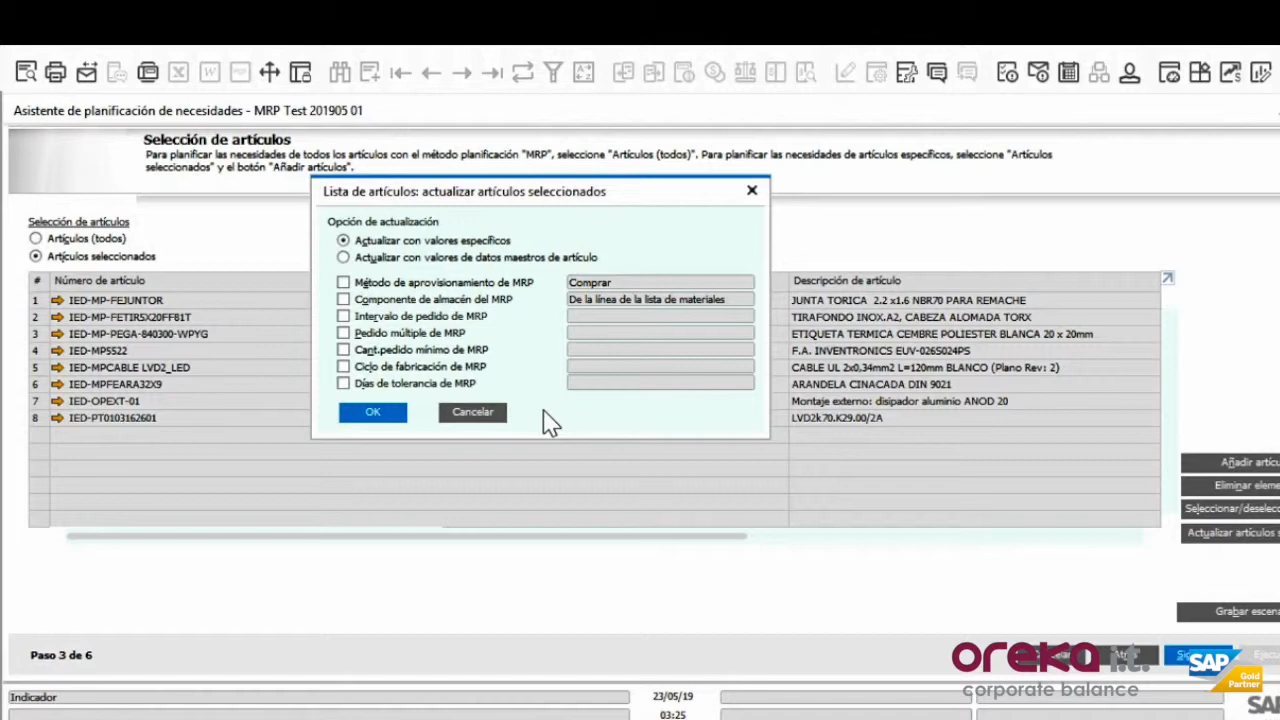 Asistente de planificación de necesidades - MRP Test 201905 01
Selección de artículos
Para planificar las necesidades de todos los artículos con el método planificación "MRP", seleccione "Artículos (todos)". Para planificar las necesidades de artículos específicos, seleccione "Artículos
seleccionados" y el botón "Añadir artículos".
Lista de artículos: actualizar artículos seleccionados
Opción de actualización
Actualizar con valores específicos
Actualizar con valores de datos maestros de artículo
Método de aprovisionamiento de MRP Comprar
Componente de almacén del MRP De la línea de la lista de materiales
Intervalo de pedido de MRP
Pedido múltiple de MRP
Cant.pedido mínimo de MRP
Ciclo de fabricación de MRP
Días de tolerancia de MRP
OK Cancelar
Selección de artículos
Artículos (todos)
Artículos seleccionados
# Número de artículo Descripción de artículo
1 IED-MP-FEJUNTOR JUNTA TORICA 2.2 x1.6 NBR70 PARA REMACHE
2 IED-MP-FETIR5X20FFB1T TIRAFONDO INOX.A2, CABEZA ALOMADA TORX
3 IED-MP-PEGA-840300-WPYG ETIQUETA TERMICA CEMBRE POLIESTER BLANCA 20 x 20mm
4 IED-MP5522 F.A. INVENTRONICS EUV-026S024PS
5 IED-MPCABLE LVD2_LED CABLE UL 2x0,34mm2 L=120mm BLANCO (Plano Rev: 2)
6 IED-MPFEARA32X9 ARANDELA CINACADA DIN 9021
7 IED-OPEXT-01 Montaje externo: disipador aluminio ANOD 20
8 IED-PT0103162601 LVD2k70.K29.00/2A
Añadir artícu
Eliminar eleme
Seleccionar/deselecc
Actualizar artículos s
Grabar escena
Paso 3 de 6
oreka i.t.
corporate balance
SAP
Gold
Partner
Indicador 23/05/19
03:25
SAP